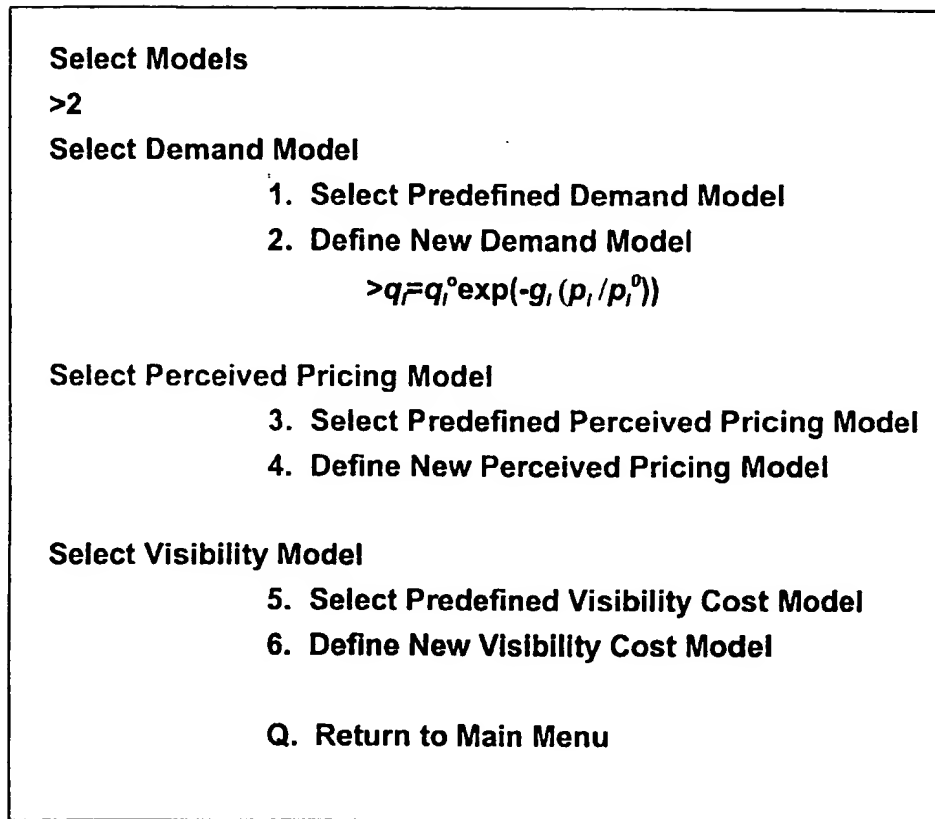 Select Models
>2
Select Demand Model
1. Select Predefined Demand Model
2. Define New Demand Model
>qᵢ=qᵢ⁰exp(-gᵢ (pᵢ /pᵢ⁰))
Select Perceived Pricing Model
3. Select Predefined Perceived Pricing Model
4. Define New Perceived Pricing Model
Select Visibility Model
5. Select Predefined Visibility Cost Model
6. Define New Visibility Cost Model
Q. Return to Main Menu